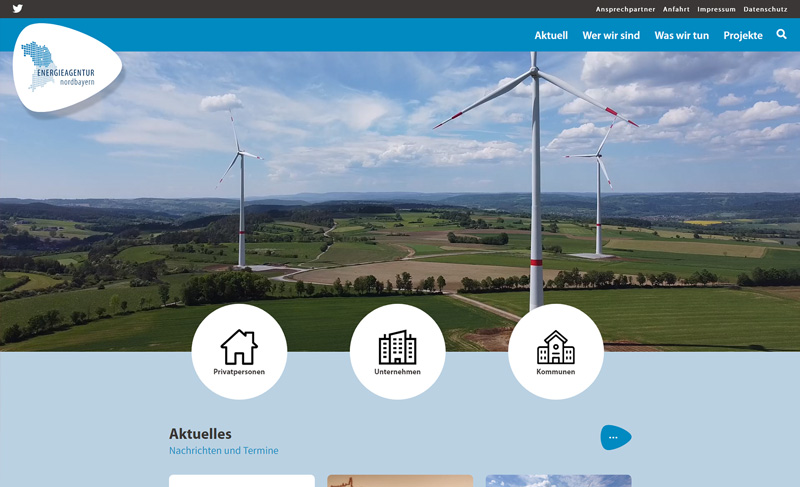 Ansprechpartner Anfahrt Impressum Datenschutz
Aktuell Wer wir sind Was wir tun Projekte
ENERGIEAGENTUR
nordbayern
Privatpersonen
Unternehmen
Kommunen
Aktuelles
Nachrichten und Termine